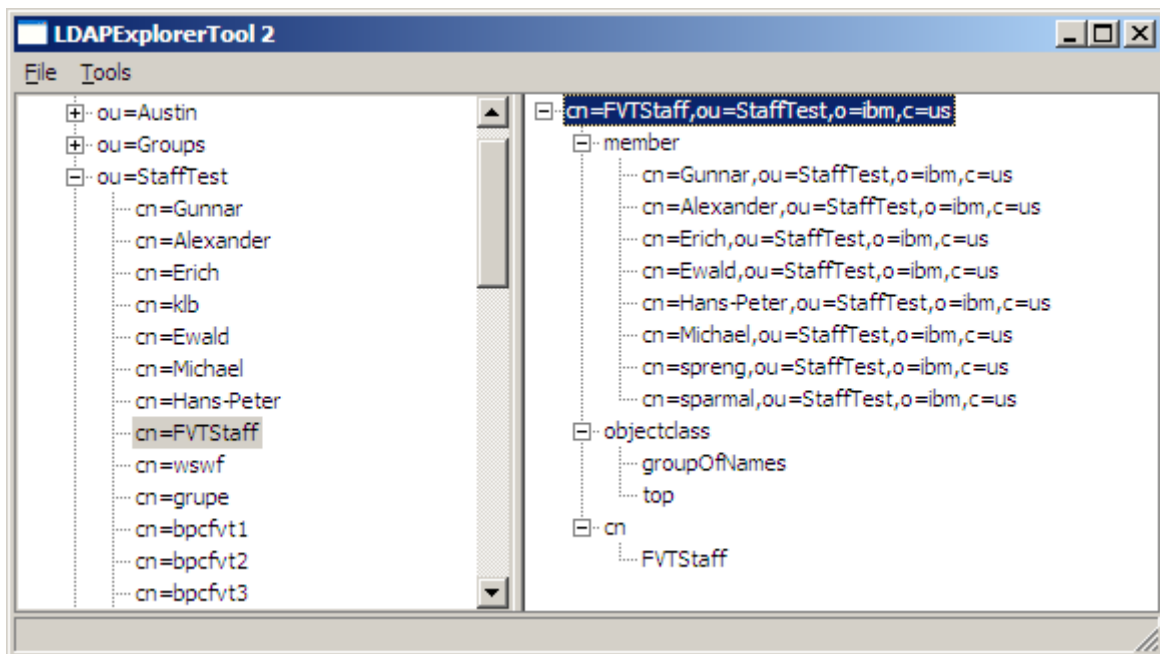 LDAPExplorerTool 2
File Tools
ou=Austin
ou=Groups
ou=StaffTest
cn=Gunnar
cn=Alexander
cn=Erich
cn=klb
cn=Ewald
cn=Michael
cn=Hans-Peter
cn=FVTStaff
cn=wswf
cn=grupe
cn=bpcfvt1
cn=bpcfvt2
cn=bpcfvt3
cn=FVTStaff,ou=StaffTest,o=ibm,c=us
member
cn=Gunnar,ou=StaffTest,o=ibm,c=us
cn=Alexander,ou=StaffTest,o=ibm,c=us
cn=Erich,ou=StaffTest,o=ibm,c=us
cn=Ewald,ou=StaffTest,o=ibm,c=us
cn=Hans-Peter,ou=StaffTest,o=ibm,c=us
cn=Michael,ou=StaffTest,o=ibm,c=us
cn=spreng,ou=StaffTest,o=ibm,c=us
cn=sparmal,ou=StaffTest,o=ibm,c=us
objectclass
groupOfNames
top
cn
FVTStaff